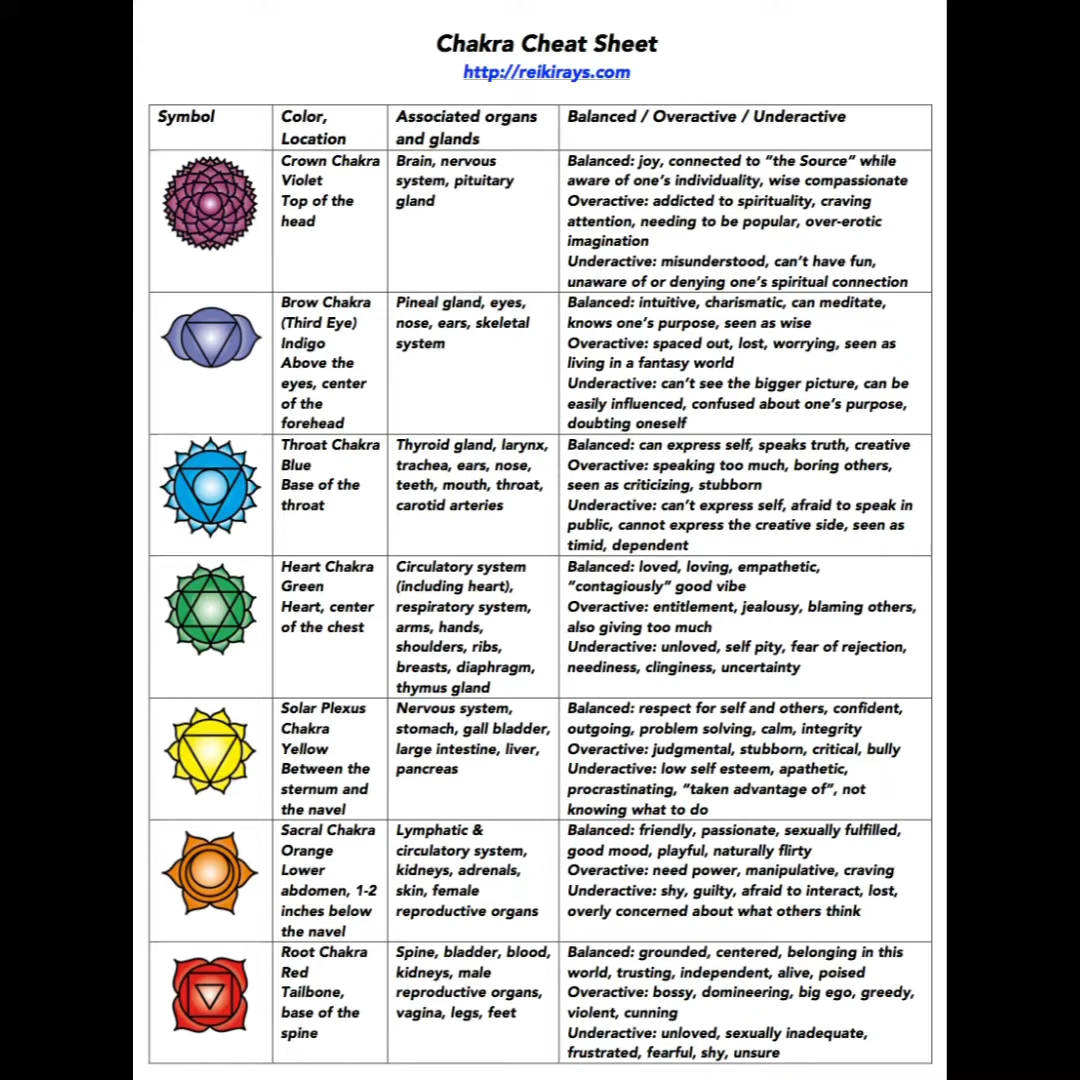 Chakra Cheat Sheet
http://reikirays.com
Symbol
Color,
Location
Associated organs
and glands
Balanced / Overactive / Underactive
Crown Chakra
Violet
Top of the
head
Brain, nervous
system, pituitary
gland
Balanced: joy, connected to “the Source” while
aware of one’s individuality, wise compassionate
Overactive: addicted to spirituality, craving
attention, needing to be popular, over-erotic
imagination
Underactive: misunderstood, can’t have fun,
unaware of or denying one’s spiritual connection
Brow Chakra
(Third Eye)
Indigo
Above the
eyes, center
of the
forehead
Pineal gland, eyes,
nose, ears, skeletal
system
Balanced: intuitive, charismatic, can meditate,
knows one’s purpose, seen as wise
Overactive: spaced out, lost, worrying, seen as
living in a fantasy world
Underactive: can’t see the bigger picture, can be
easily influenced, confused about one’s purpose,
doubting oneself
Throat Chakra
Blue
Base of the
throat
Thyroid gland, larynx,
trachea, ears, nose,
teeth, mouth, throat,
carotid arteries
Balanced: can express self, speaks truth, creative
Overactive: speaking too much, boring others,
seen as criticizing, stubborn
Underactive: can’t express self, afraid to speak in
public, cannot express the creative side, seen as
timid, dependent
Heart Chakra
Green
Heart, center
of the chest
Circulatory system
(including heart),
respiratory system,
arms, hands,
shoulders, ribs,
breasts, diaphragm,
thymus gland
Balanced: loved, loving, empathetic,
“contagiously” good vibe
Overactive: entitlement, jealousy, blaming others,
also giving too much
Underactive: unloved, self pity, fear of rejection,
neediness, clinginess, uncertainty
Solar Plexus
Chakra
Yellow
Between the
sternum and
the navel
Nervous system,
stomach, gall bladder,
large intestine, liver,
pancreas
Balanced: respect for self and others, confident,
outgoing, problem solving, calm, integrity
Overactive: judgmental, stubborn, critical, bully
Underactive: low self esteem, apathetic,
procrastinating, “taken advantage of”, not
knowing what to do
Sacral Chakra
Orange
Lower
abdomen, 1-2
inches below
the navel
Lymphatic &
circulatory system,
kidneys, adrenals,
skin, female
reproductive organs
Balanced: friendly, passionate, sexually fulfilled,
good mood, playful, naturally flirty
Overactive: need power, manipulative, craving
Underactive: shy, guilty, afraid to interact, lost,
overly concerned about what others think
Root Chakra
Red
Tailbone,
base of the
spine
Spine, bladder, blood,
kidneys, male
reproductive organs,
vagina, legs, feet
Balanced: grounded, centered, belonging in this
world, trusting, independent, alive, poised
Overactive: bossy, domineering, big ego, greedy,
violent, cunning
Underactive: unloved, sexually inadequate,
frustrated, fearful, shy, unsure